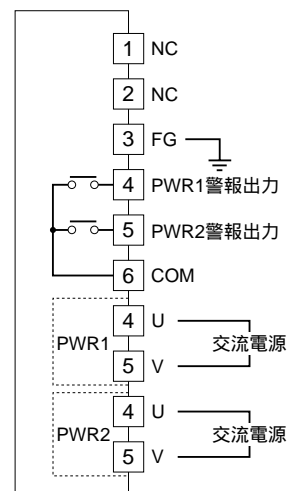 1 NC
2 NC
3 FG
4 PWR1警報出力
5 PWR2警報出力
6 COM
PWR1
4 U
交流電源
5 V
PWR2
4 U
交流電源
5 V